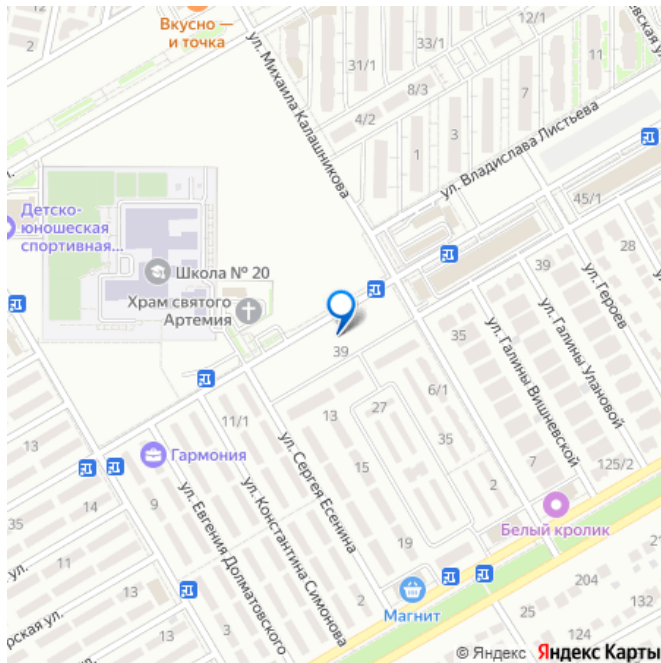 Вкусно —
и точка
2
ул. Михаила Калашникова
31/1
33/1
12/1
11
8/3
7
4/2
3
1
ул. Владислава Листьева
45/1
Детско-
юношеская
спортивная...
Школа № 20
Храм святого
Артемия
28
39
ул. Героев
ул. Галины Улановой
35
ул. Галины Вишневской
39
6/1
27
13
11/1
35
15
13
Гармония
ул. Сергея Есенина
13
2
7
125/2
14
9
35
19
Белый кролик
11
ул. Константина Симонова
ул. Евгения Долматовского
204
132
Магнит
25
2
3
124
© Яндекс Яндекс Карты